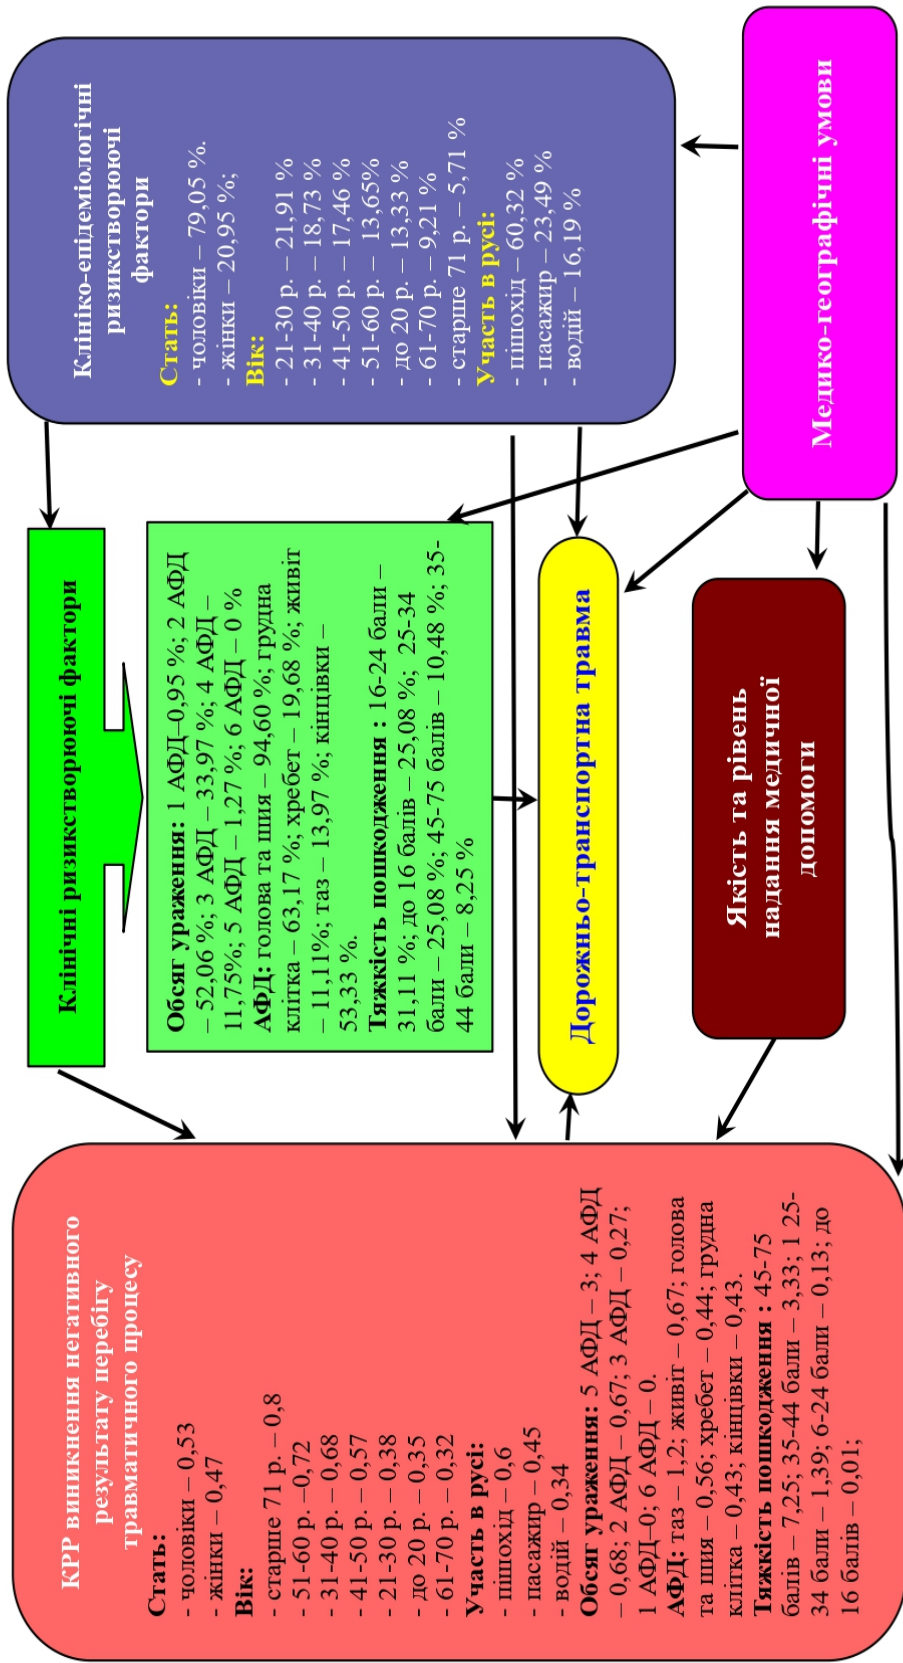 КРР виникнення негативного
результату перебігу
травматичного процесу
Стать:
- чоловіки – 0,53
- жінки – 0,47
Вік:
- старше 71 р. – 0,8
- 51-60 р. –0,72
- 31-40 р. – 0,68
- 41-50 р. – 0,57
- 21-30 р. – 0,38
- до 20 р. – 0,35
- 61-70 р. – 0,32
Участь в русі:
- пішохід – 0,6
- пасажир – 0,45
- водій – 0,34
Обсяг ураження: 5 АФД – 3; 4 АФД
– 0,68; 2 АФД – 0,67; 3 АФД – 0,27;
1 АФД–0; 6 АФД – 0.
АФД: таз – 1,2; живіт – 0,67; голова
та шия – 0,56; хребет – 0,44; грудна
клітка – 0,43; кінцівки – 0,43.
Тяжкість пошкодження : 45-75
балів – 7,25; 35-44 бали – 3,33; 1 25-
34 бали – 1,39; 6-24 бали – 0,13; до
16 балів – 0,01;
Клінічні ризикстворюючі фактори
Обсяг ураження: 1 АФД–0,95 %; 2 АФД
– 52,06 %; 3 АФД – 33,97 %; 4 АФД –
11,75%; 5 АФД – 1,27 %; 6 АФД – 0 %
АФД: голова та шия – 94,60 %; грудна
клітка – 63,17 %; хребет – 19,68 %; живіт
– 11,11%; таз – 13,97 %, кінцівки –
53,33 %.
Тяжкість пошкодження : 16-24 бали –
31,11 %; до 16 балів – 25,08 %; 25-34
бали – 25,08 %; 45-75 балів – 10,48 %; 35-
44 бали – 8,25 %
Дорожньо-транспортна травма
Якість та рівень
надання медичної
допомоги
Клініко-епідеміологічні
ризикстворюючі
фактори
Стать:
- чоловіки – 79,05 %.
- жінки – 20,95 %;
Вік:
- 21-30 р. – 21,91 %
- 31-40 р. – 18,73 %
- 41-50 р. – 17,46 %
- 51-60 р. – 13,65%
- до 20 р. – 13,33 %
- 61-70 р. – 9,21 %
- старше 71 р. – 5,71 %
Участь в русі:
- пішохід – 60,32 %
- пасажир – 23,49 %
- водій – 16,19 %
Медико-географічні умови